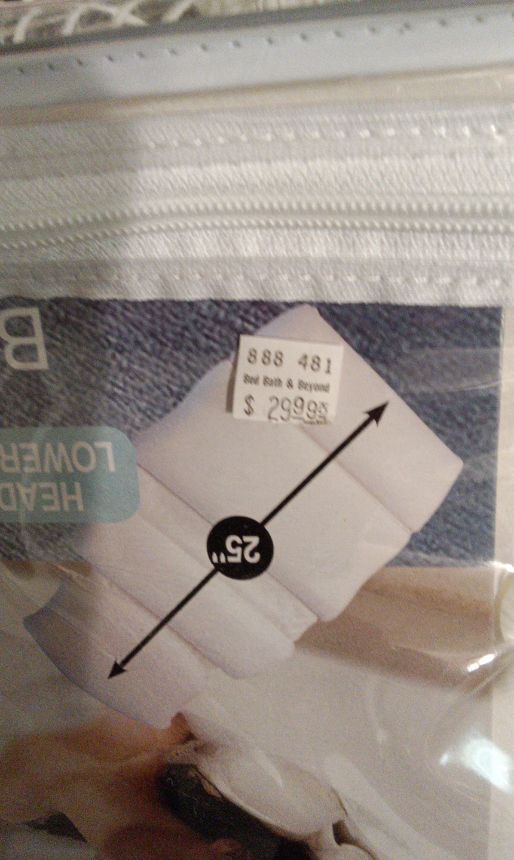 888 481
Bed Bath & Beyond
$ 29.99
B
HEAD
LOWER
25"